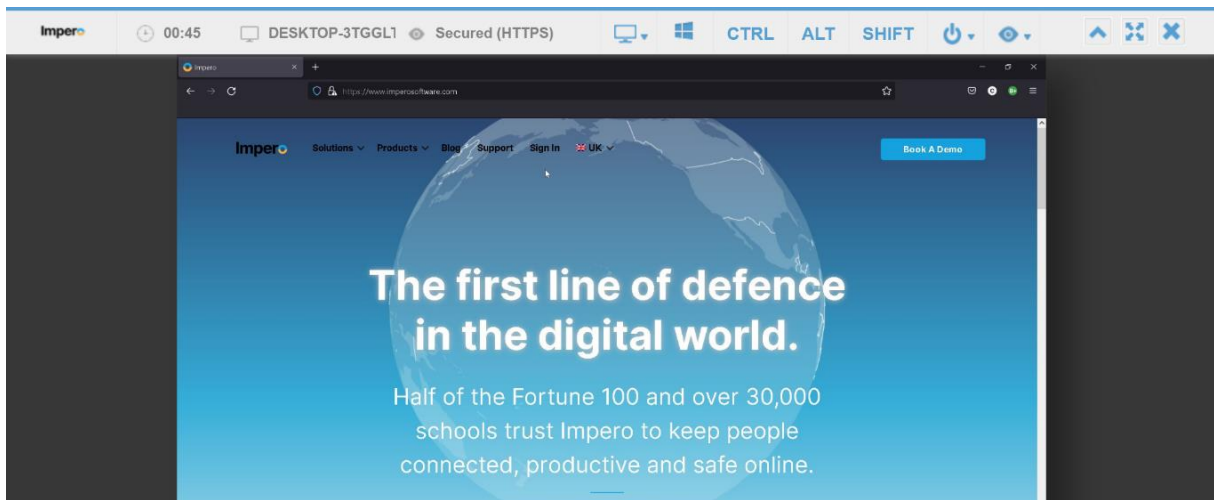 Impero 00:45 DESKTOP-3TGGL1 Secured (HTTPS) CTRL ALT SHIFT
Impero
https://www.imperosoftware.com
Impero Solutions Products Blog Support Sign In UK Book A Demo
The first line of defence
in the digital world.
Half of the Fortune 100 and over 30,000
schools trust Impero to keep people
connected, productive and safe online.